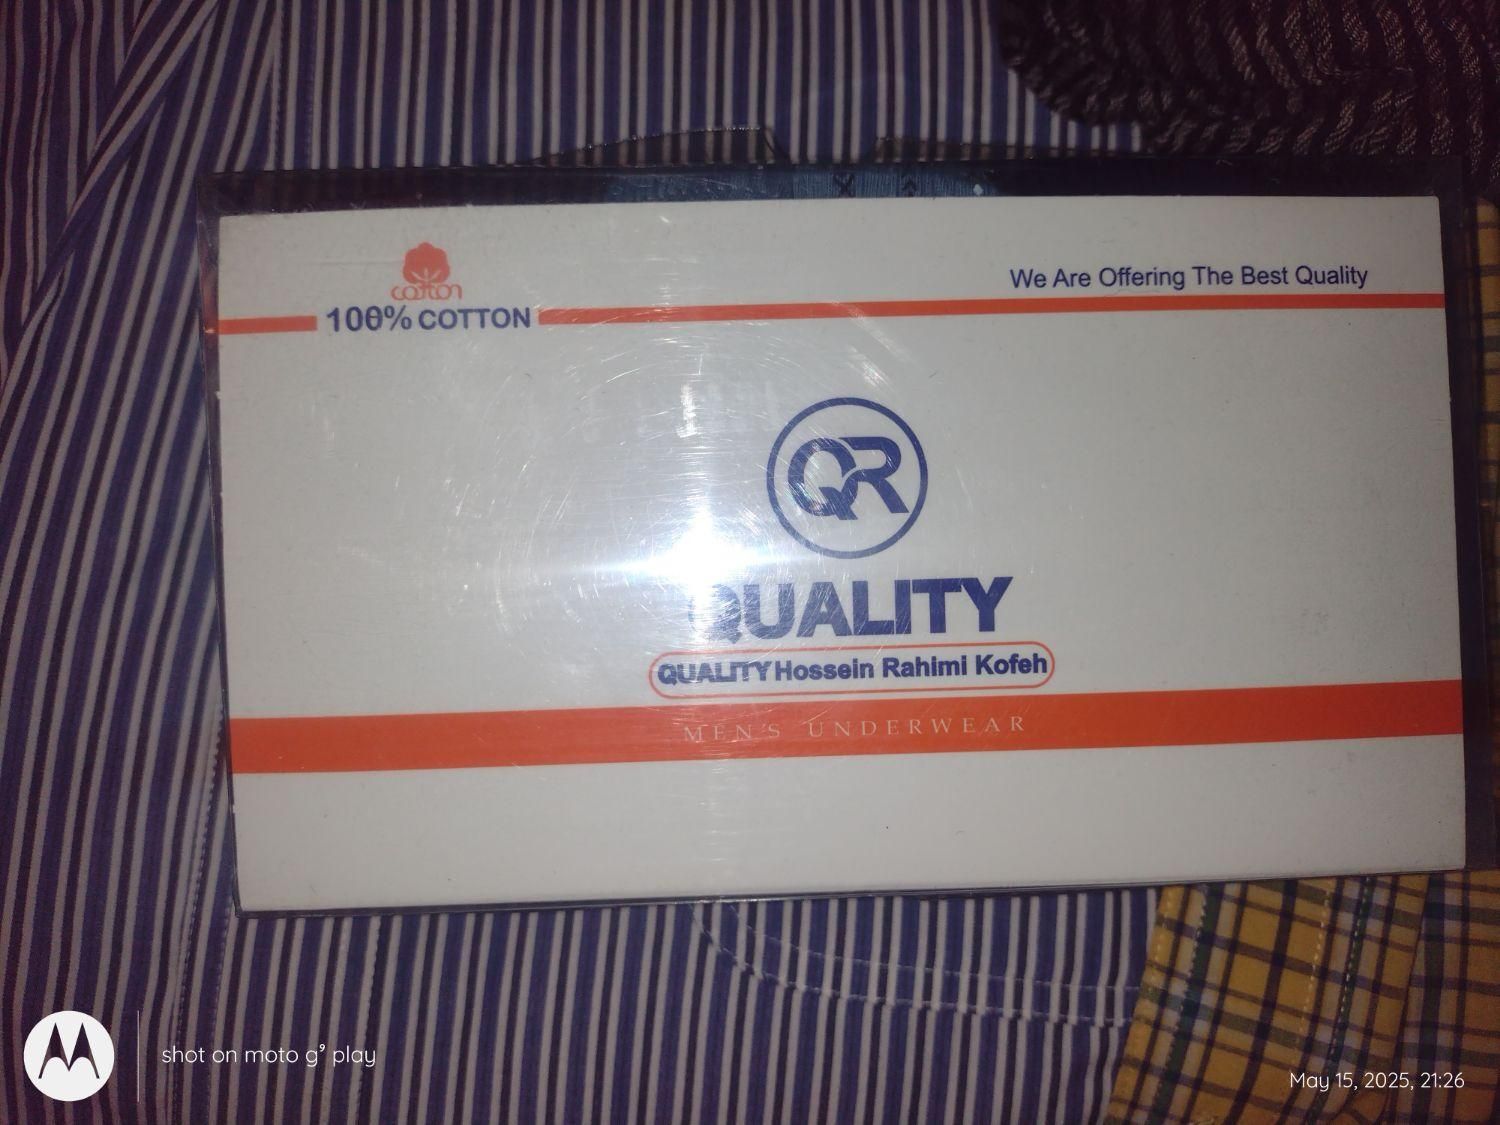 cotton
100% COTTON
We Are Offering The Best Quality
QR
QUALITY
QUALITY Hossein Rahimi Kofeh
MEN'S UNDERWEAR
shot on moto g⁹ play
May 15, 2025, 21:26